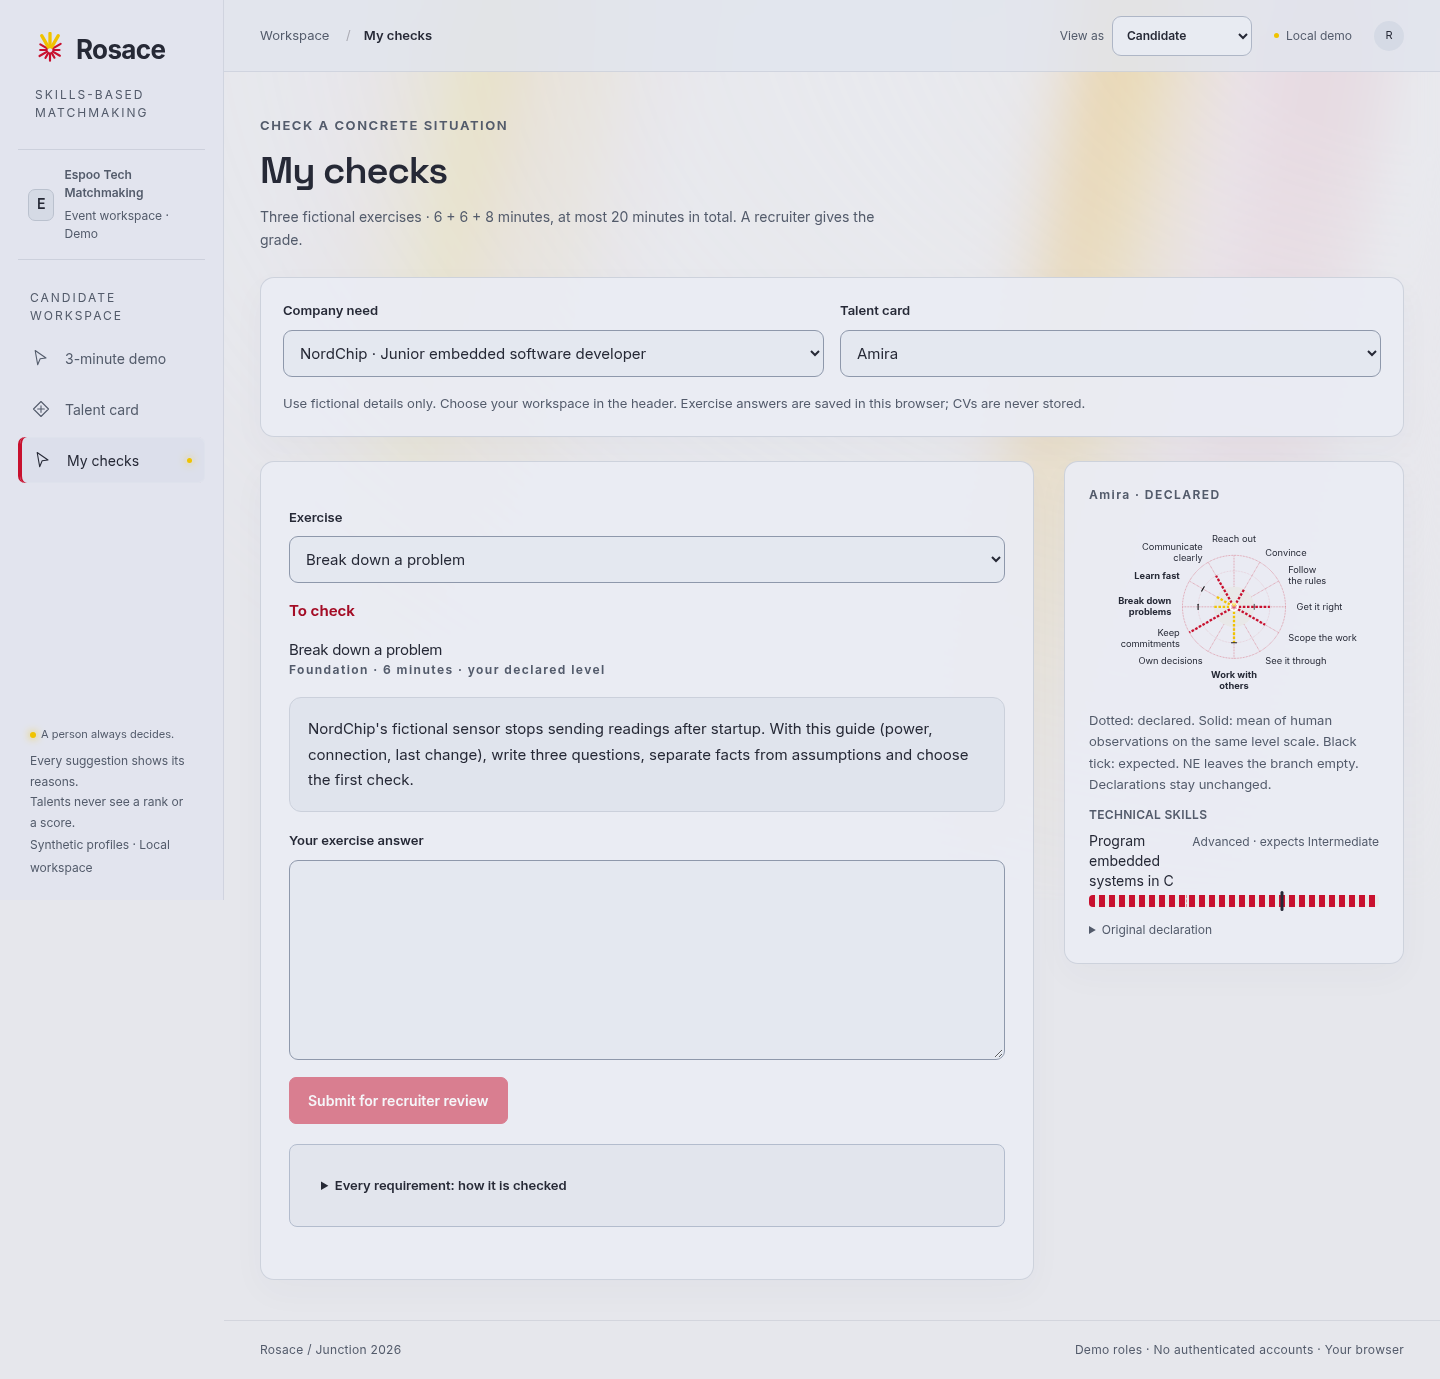 Rosace
SKILLS-BASED
MATCHMAKING
E
Espoo Tech
Matchmaking
Event workspace ·
Demo
CANDIDATE
WORKSPACE
3-minute demo
Talent card
My checks
A person always decides.
Every suggestion shows its
reasons.
Talents never see a rank or
a score.
Synthetic profiles · Local
workspace
Workspace / My checks
View as
Candidate
Local demo
R
CHECK A CONCRETE SITUATION
My checks
Three fictional exercises · 6 + 6 + 8 minutes, at most 20 minutes in total. A recruiter gives the
grade.
Company need
NordChip · Junior embedded software developer
Talent card
Amira
Use fictional details only. Choose your workspace in the header. Exercise answers are saved in this browser; CVs are never stored.
Exercise
Break down a problem
To check
Break down a problem
Foundation · 6 minutes · your declared level
NordChip's fictional sensor stops sending readings after startup. With this guide (power,
connection, last change), write three questions, separate facts from assumptions and choose
the first check.
Your exercise answer
Submit for recruiter review
Every requirement: how it is checked
Amira · DECLARED
Reach out
Convince
Follow
the rules
Get it right
Scope the work
See it through
Work with
others
Own decisions
Keep
commitments
Break down
problems
Learn fast
Communicate
clearly
Dotted: declared. Solid: mean of human
observations on the same level scale. Black
tick: expected. NE leaves the branch empty.
Declarations stay unchanged.
TECHNICAL SKILLS
Program
embedded
systems in C
Advanced · expects Intermediate
Original declaration
Rosace / Junction 2026
Demo roles · No authenticated accounts · Your browser